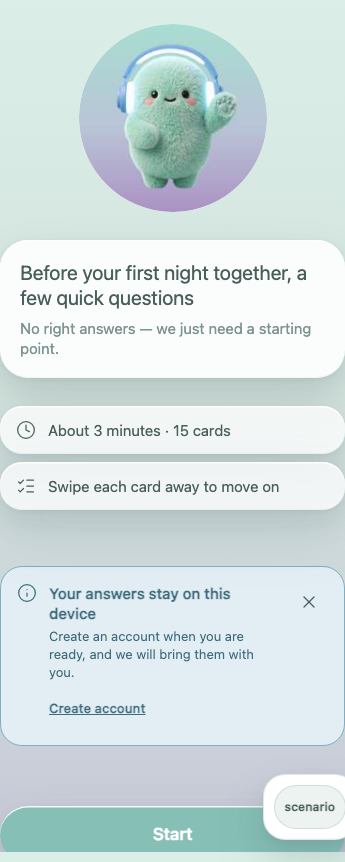 Before your first night together, a
few quick questions
No right answers — we just need a starting
point.
About 3 minutes · 15 cards
Swipe each card away to move on
Your answers stay on this
device
Create an account when you are
ready, and we will bring them with
you.
Create account
scenario
Start